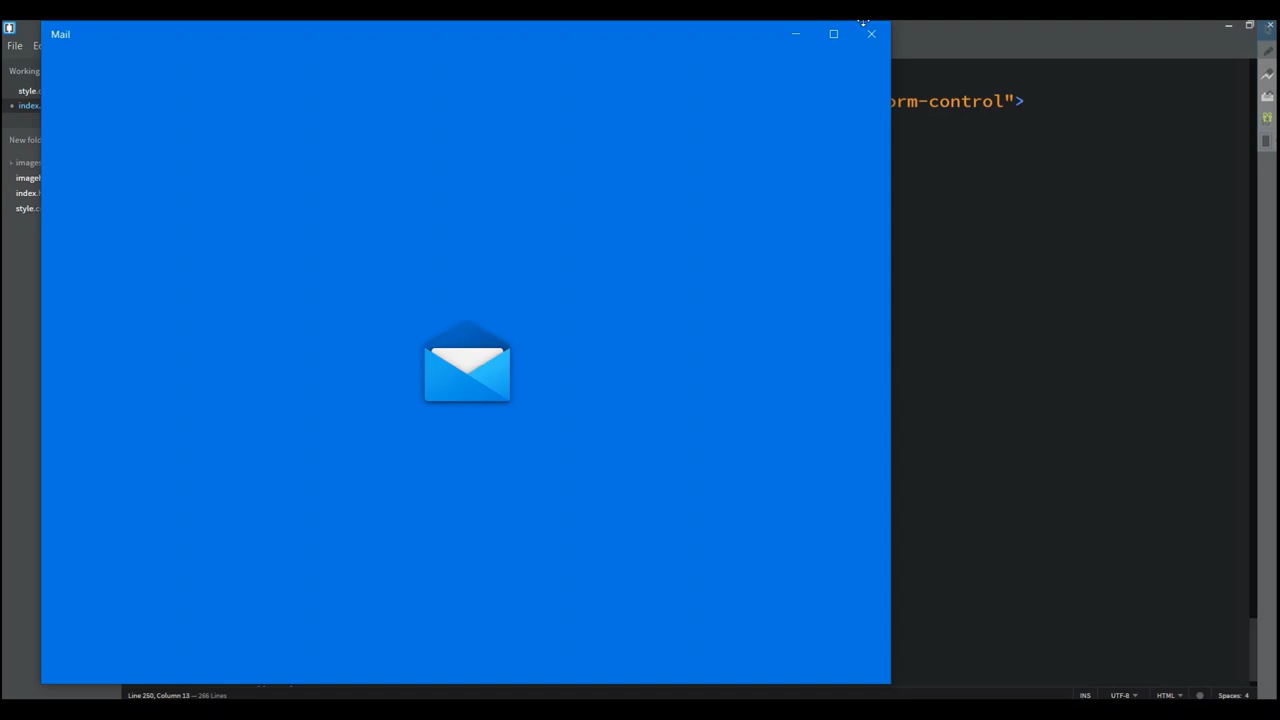 Mail
File
Working
style.
index.
New fold
images
index.
style.c
orm-control">
Line 250, Column 13 — 266 Lines
INS
UTF-8
HTML
Spaces: 4